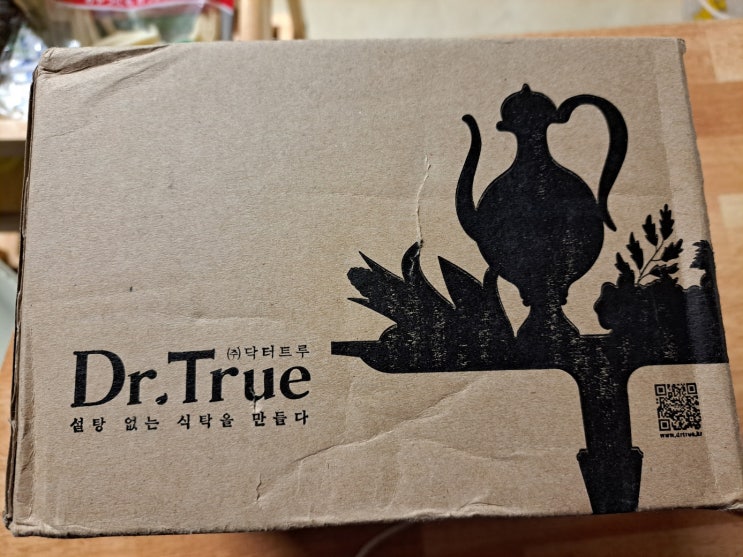 ㈜닥터트루
Dr.True
설탕 없는 식탁을 만들다
www.drtrue.kr